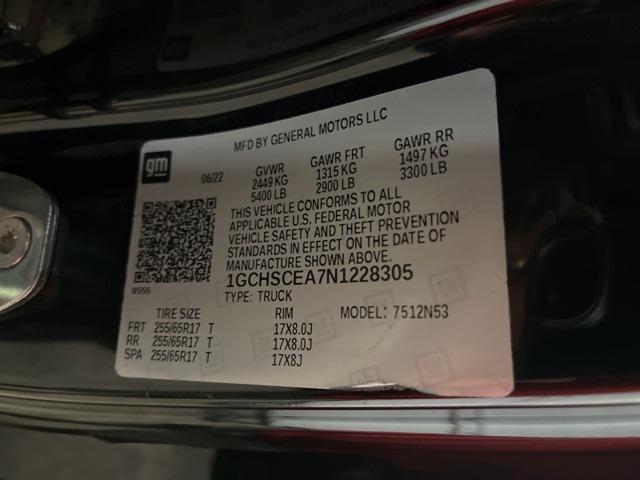 MFD BY GENERAL MOTORS LLC
gm
06/22 GVWR GAWR FRT GAWR RR
2449 KG 1315 KG 1497 KG
5400 LB 2900 LB 3300 LB
THIS VEHICLE CONFORMS TO ALL
APPLICABLE U.S. FEDERAL MOTOR
VEHICLE SAFETY AND THEFT PREVENTION
STANDARDS IN EFFECT ON THE DATE OF
MANUFACTURE SHOWN ABOVE.
1GCHSCEA7N1228305
#555 TYPE: TRUCK
TIRE SIZE RIM MODEL: 7512N53
FRT 255/65R17 T 17X8.0J
RR 255/65R17 T 17X8.0J
SPA 255/65R17 T 17X8J